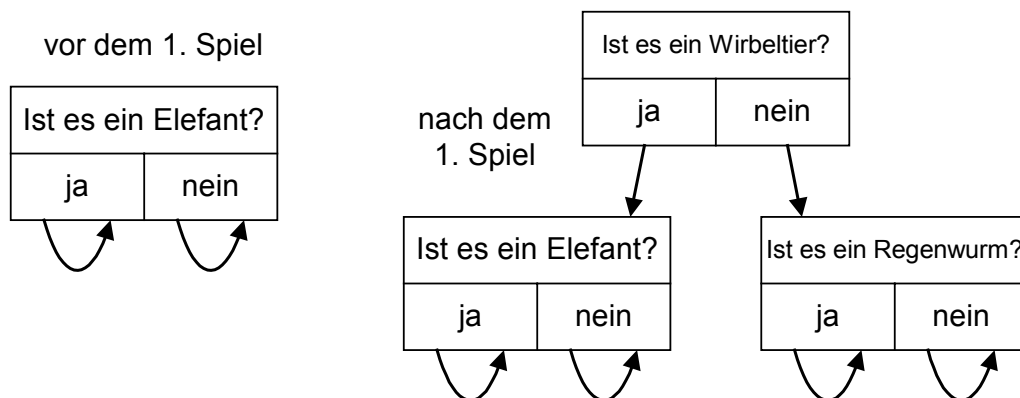 vor dem 1. Spiel
Ist es ein Elefant?
ja
nein
nach dem
1. Spiel
Ist es ein Wirbeltier?
ja
nein
Ist es ein Elefant?
ja
nein
Ist es ein Regenwurm?
ja
nein